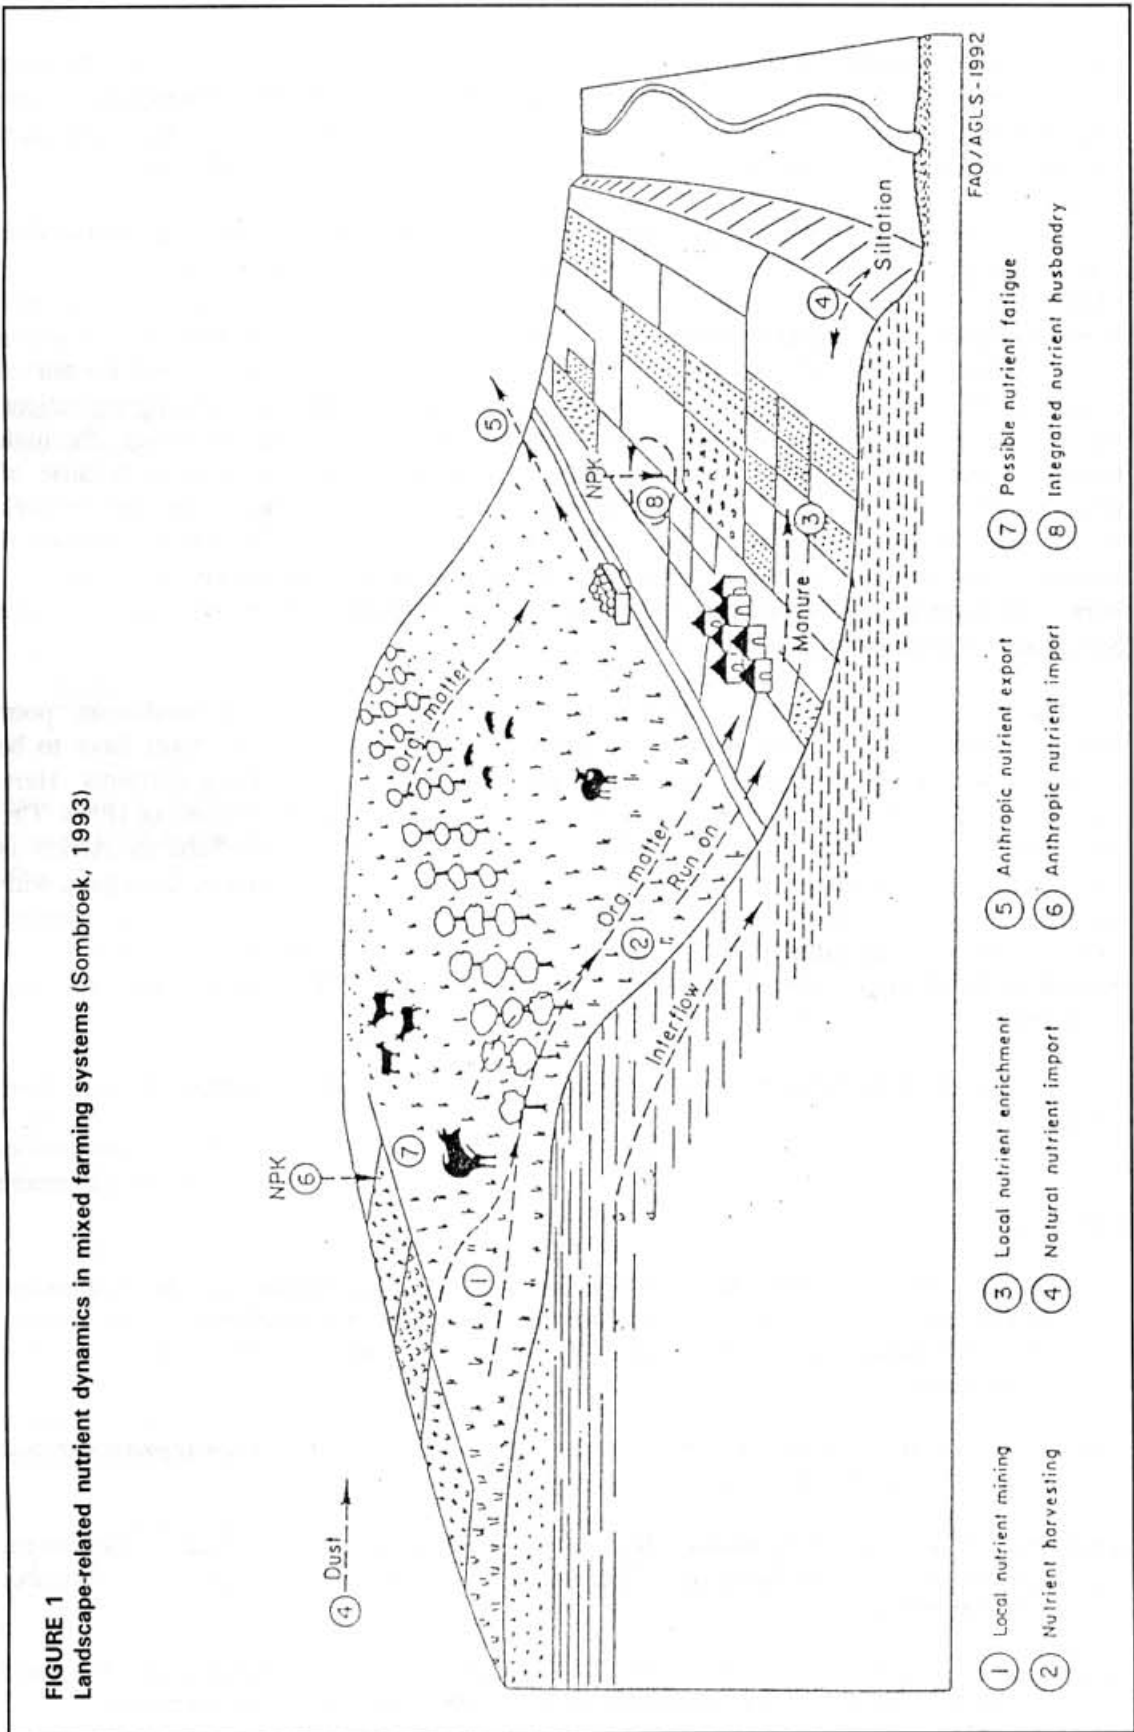 FIGURE 1
Landscape-related nutrient dynamics in mixed farming systems (Sombroek, 1993)
④ Dust
NPK
⑥
⑦
①
Org. matter
Org. matter
②
Run on
Interflow
⑤
NPK
⑧
Manure
③
④
Siltation
FAO/AGLS-1992
① Local nutrient mining
② Nutrient harvesting
③ Local nutrient enrichment
④ Natural nutrient import
⑤ Anthropic nutrient export
⑥ Anthropic nutrient import
⑦ Possible nutrient fatigue
⑧ Integrated nutrient husbandry